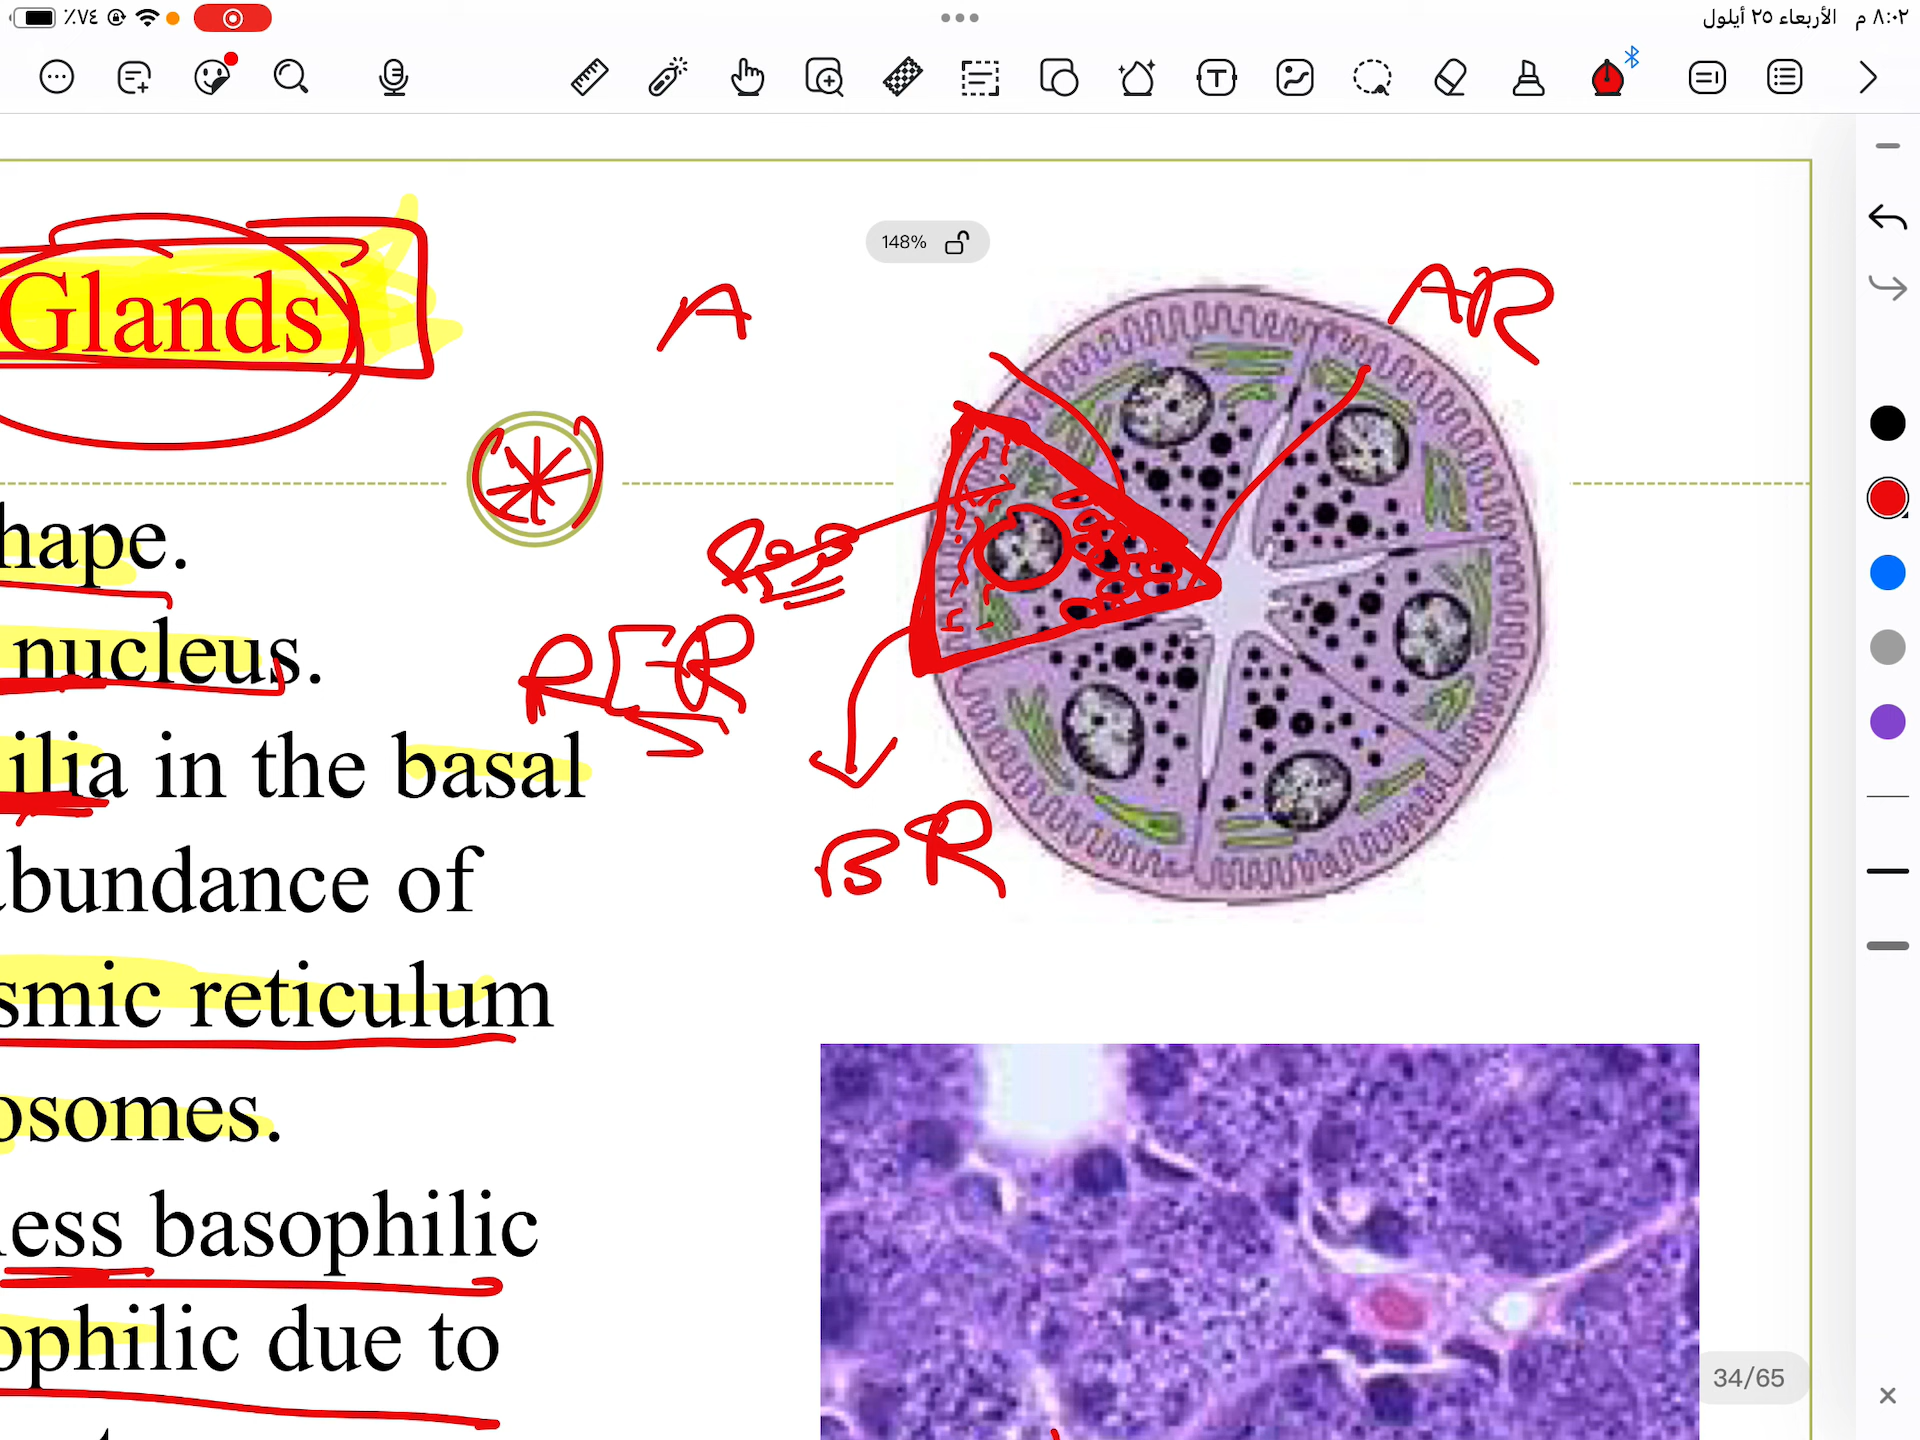 ٪٧٤
الأربعاء ٢٥ أيلول ٨:٠٢ م
148%
Glands)
A
AR
hape.
nucleus.
RER
ilia in the basal
BR
bundance of
smic reticulum
osomes.
less basophilic
ophilic due to
34/65